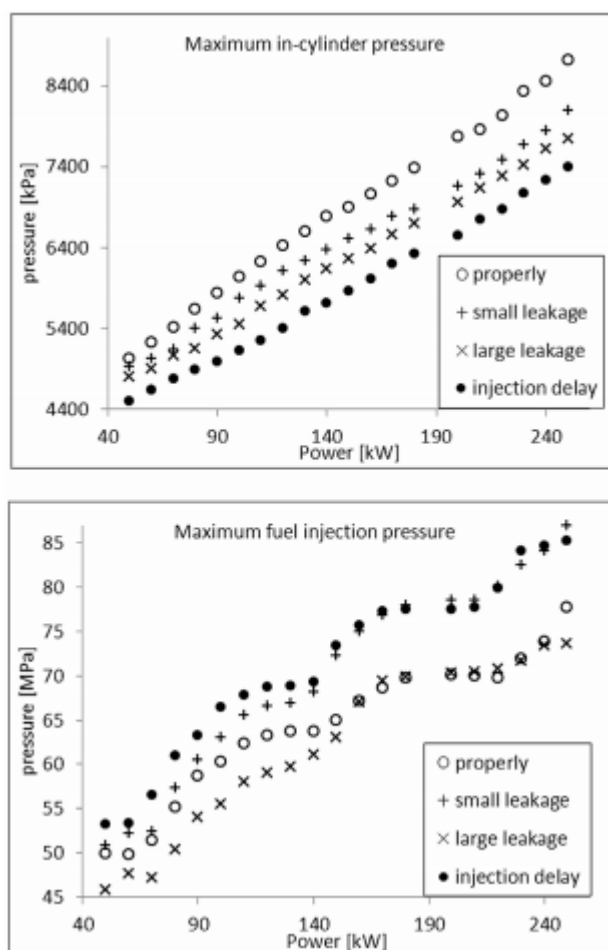 Maximum in-cylinder pressure
8400
7400
6400
5400
4400
pressure [kPa]
properly
small leakage
large leakage
injection delay
40 90 140 190 240
Power [kW]
Maximum fuel injection pressure
85
80
75
70
65
60
55
50
45
pressure [MPa]
properly
small leakage
large leakage
injection delay
40 90 140 190 240
Power [kW]